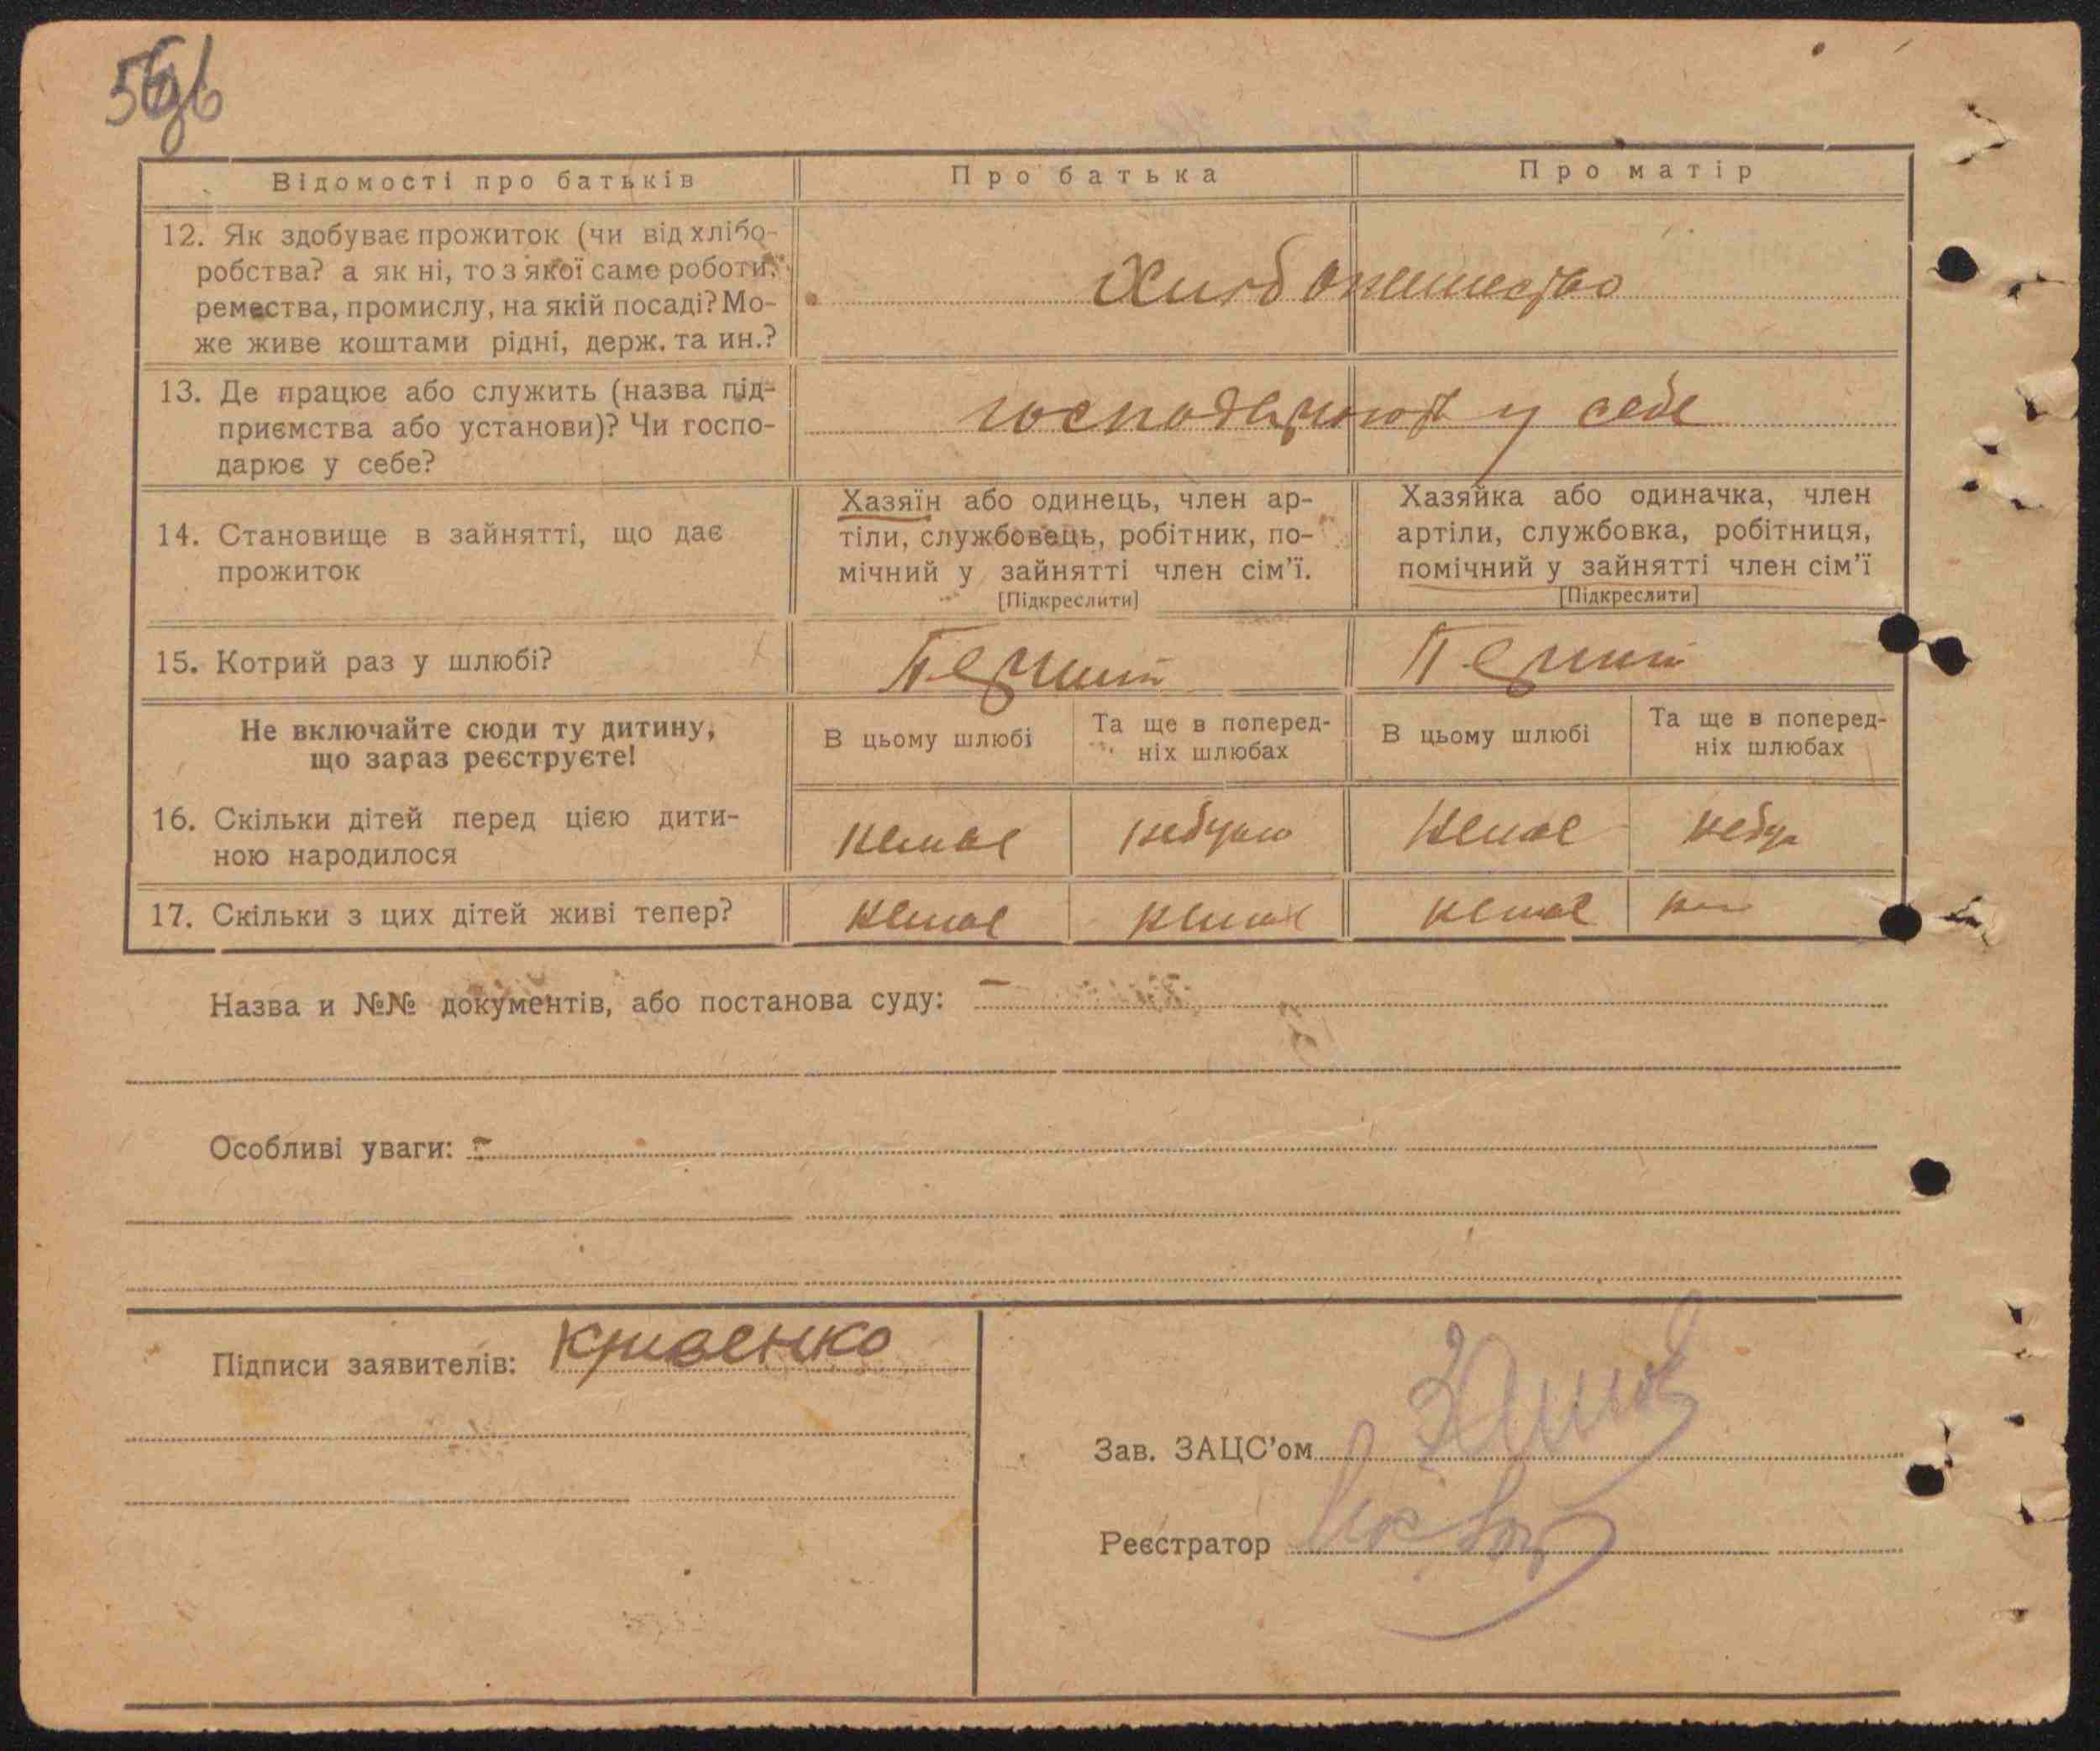 Відомості про батьків
Про батька
Про матір
12. Як здобуває прожиток (чи від хлібо-
робства? а як ні, то з якої саме роботи,
ремества, промислу, на якій посаді? Мо-
же живе коштами рідні, держ. та ин.?
13. Де працює або служить (назва під-
приємства або установи)? Чи госпо-
дарює у себе?
у себе
14. Становище в зайнятті, що дає
прожиток
Хазяїн або одинець, член ар-
тіли, службовець, робітник, по-
мічний у зайнятті член сім'ї.
[Підкреслити]
Хазяйка або одиначка, член
артіли, службовка, робітниця,
помічний у зайнятті член сім'ї
[Підкреслити]
15. Котрий раз у шлюбі?
Перший
Перший
Не включайте сюди ту дитину,
що зараз реєструєте!
В цьому шлюбі
Та ще в поперед-
ніх шлюбах
В цьому шлюбі
Та ще в поперед-
ніх шлюбах
16. Скільки дітей перед цією дити-
ною народилося
немає
небуло
немає
17. Скільки з цих дітей живі тепер?
немає
немає
немає
Назва и №№ документів, або постанова суду: —
Особливі уваги: —
Підписи заявителів: Кривенко
Зав. ЗАЦС'ом
Реєстратор